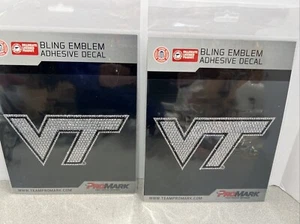 BLING EMBLEM
ADHESIVE DECAL
VT
PROMARK
WWW.TEAMPROMARK.COM
BLING EMBLEM
ADHESIVE DECAL
VT
PROMARK
WWW.TEAMPROMARK.COM